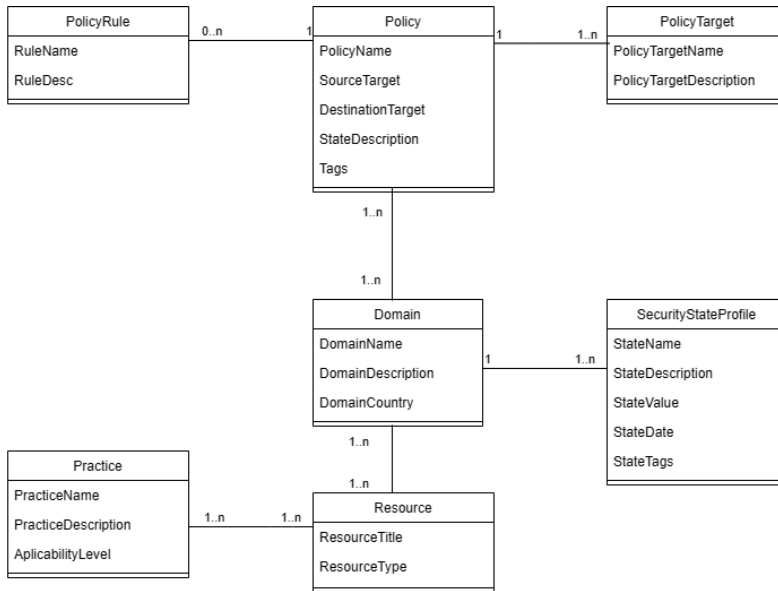 PolicyRule
RuleName
RuleDesc
0..n
1
Policy
PolicyName
SourceTarget
DestinationTarget
StateDescription
Tags
1
1..n
PolicyTarget
PolicyTargetName
PolicyTargetDescription
1..n
1..n
Domain
DomainName
DomainDescription
DomainCountry
1
1..n
SecurityStateProfile
StateName
StateDescription
StateValue
StateDate
StateTags
1..n
1..n
Practice
PracticeName
PracticeDescription
AplicabilityLevel
1..n
1..n
Resource
ResourceTitle
ResourceType